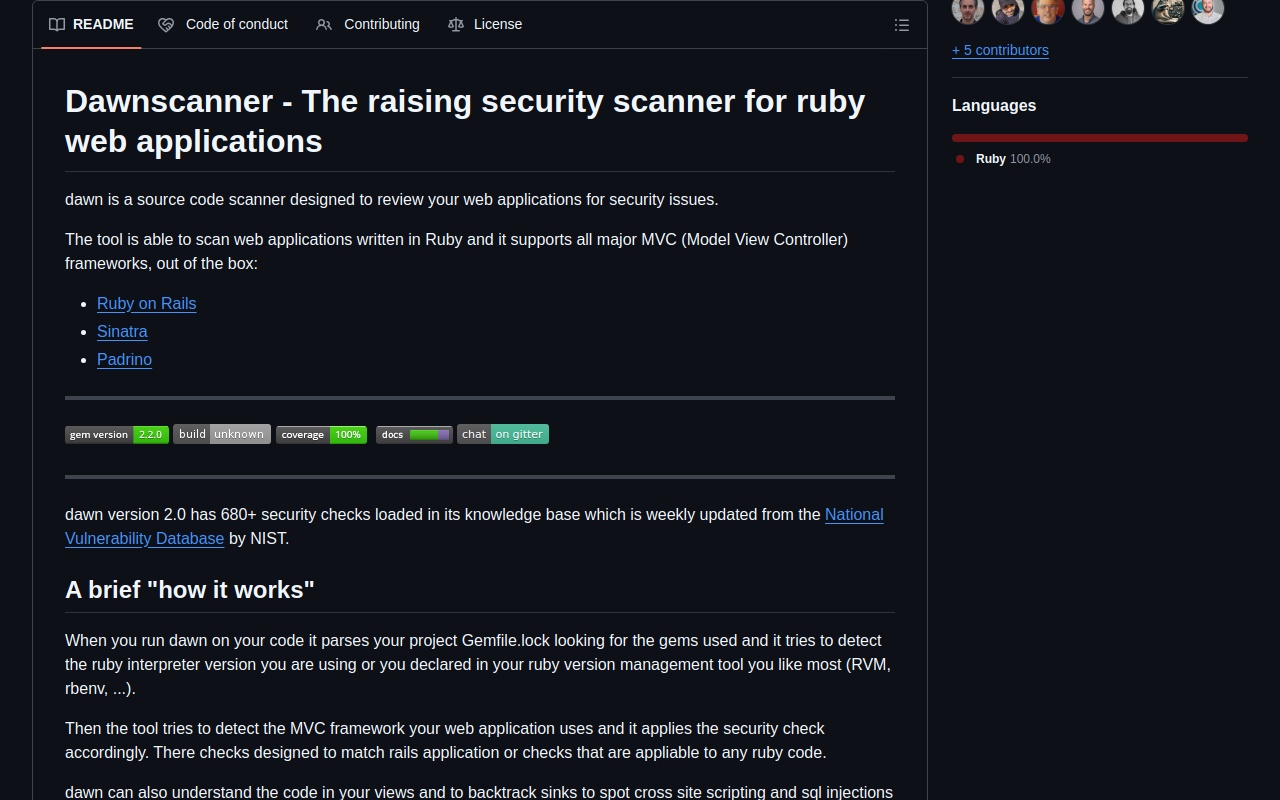 README
Code of conduct
Contributing
License
+ 5 contributors
Languages
Ruby 100.0%
Dawnscanner - The raising security scanner for ruby
web applications
dawn is a source code scanner designed to review your web applications for security issues.
The tool is able to scan web applications written in Ruby and it supports all major MVC (Model View Controller)
frameworks, out of the box:
Ruby on Rails
Sinatra
Padrino
gem version 2.2.0 build unknown coverage 100% docs chat on gitter
dawn version 2.0 has 680+ security checks loaded in its knowledge base which is weekly updated from the National
Vulnerability Database by NIST.
A brief "how it works"
When you run dawn on your code it parses your project Gemfile.lock looking for the gems used and it tries to detect
the ruby interpreter version you are using or you declared in your ruby version management tool you like most (RVM,
rbenv, ...).
Then the tool tries to detect the MVC framework your web application uses and it applies the security check
accordingly. There checks designed to match rails application or checks that are appliable to any ruby code.
dawn can also understand the code in your views and to backtrack sinks to spot cross site scripting and sql injections